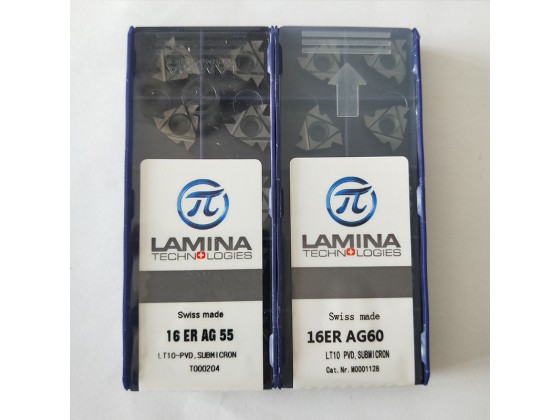 π
LAMINA
TECHNOLOGIES
Swiss made
16 ER AG 55
LT10-PVD,SUBMICRON
T000204
π
LAMINA
TECHNOLOGIES
Swiss made
16ER AG60
LT10 PVD,SUBMICRON
Cat.Nr.M0001128